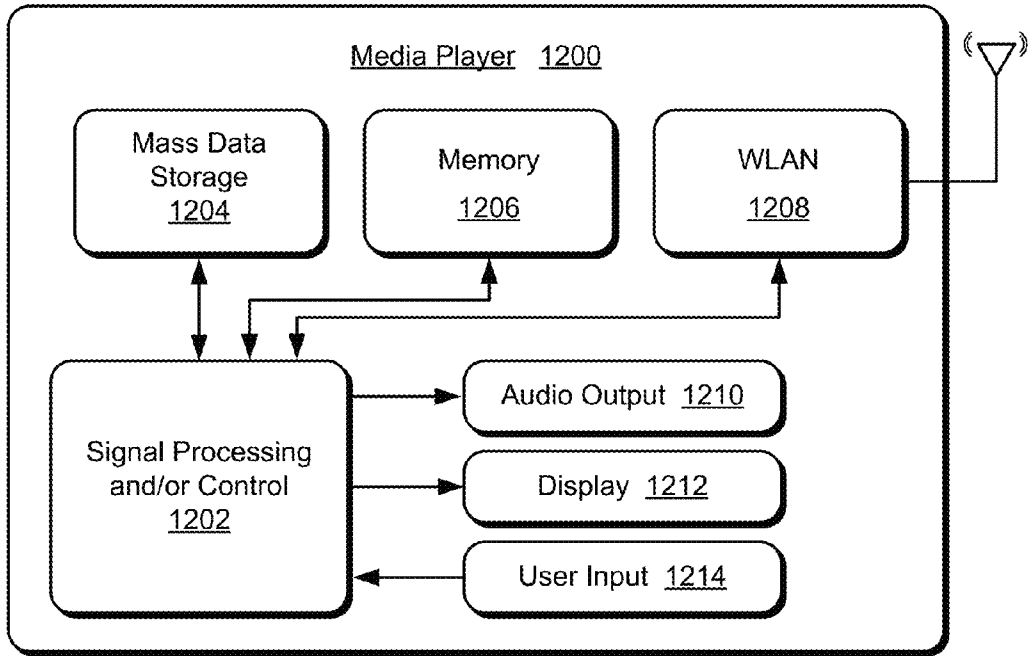 Media Player 1200
Mass Data
Storage
1204
Memory
1206
WLAN
1208
Signal Processing
and/or Control
1202
Audio Output 1210
Display 1212
User Input 1214